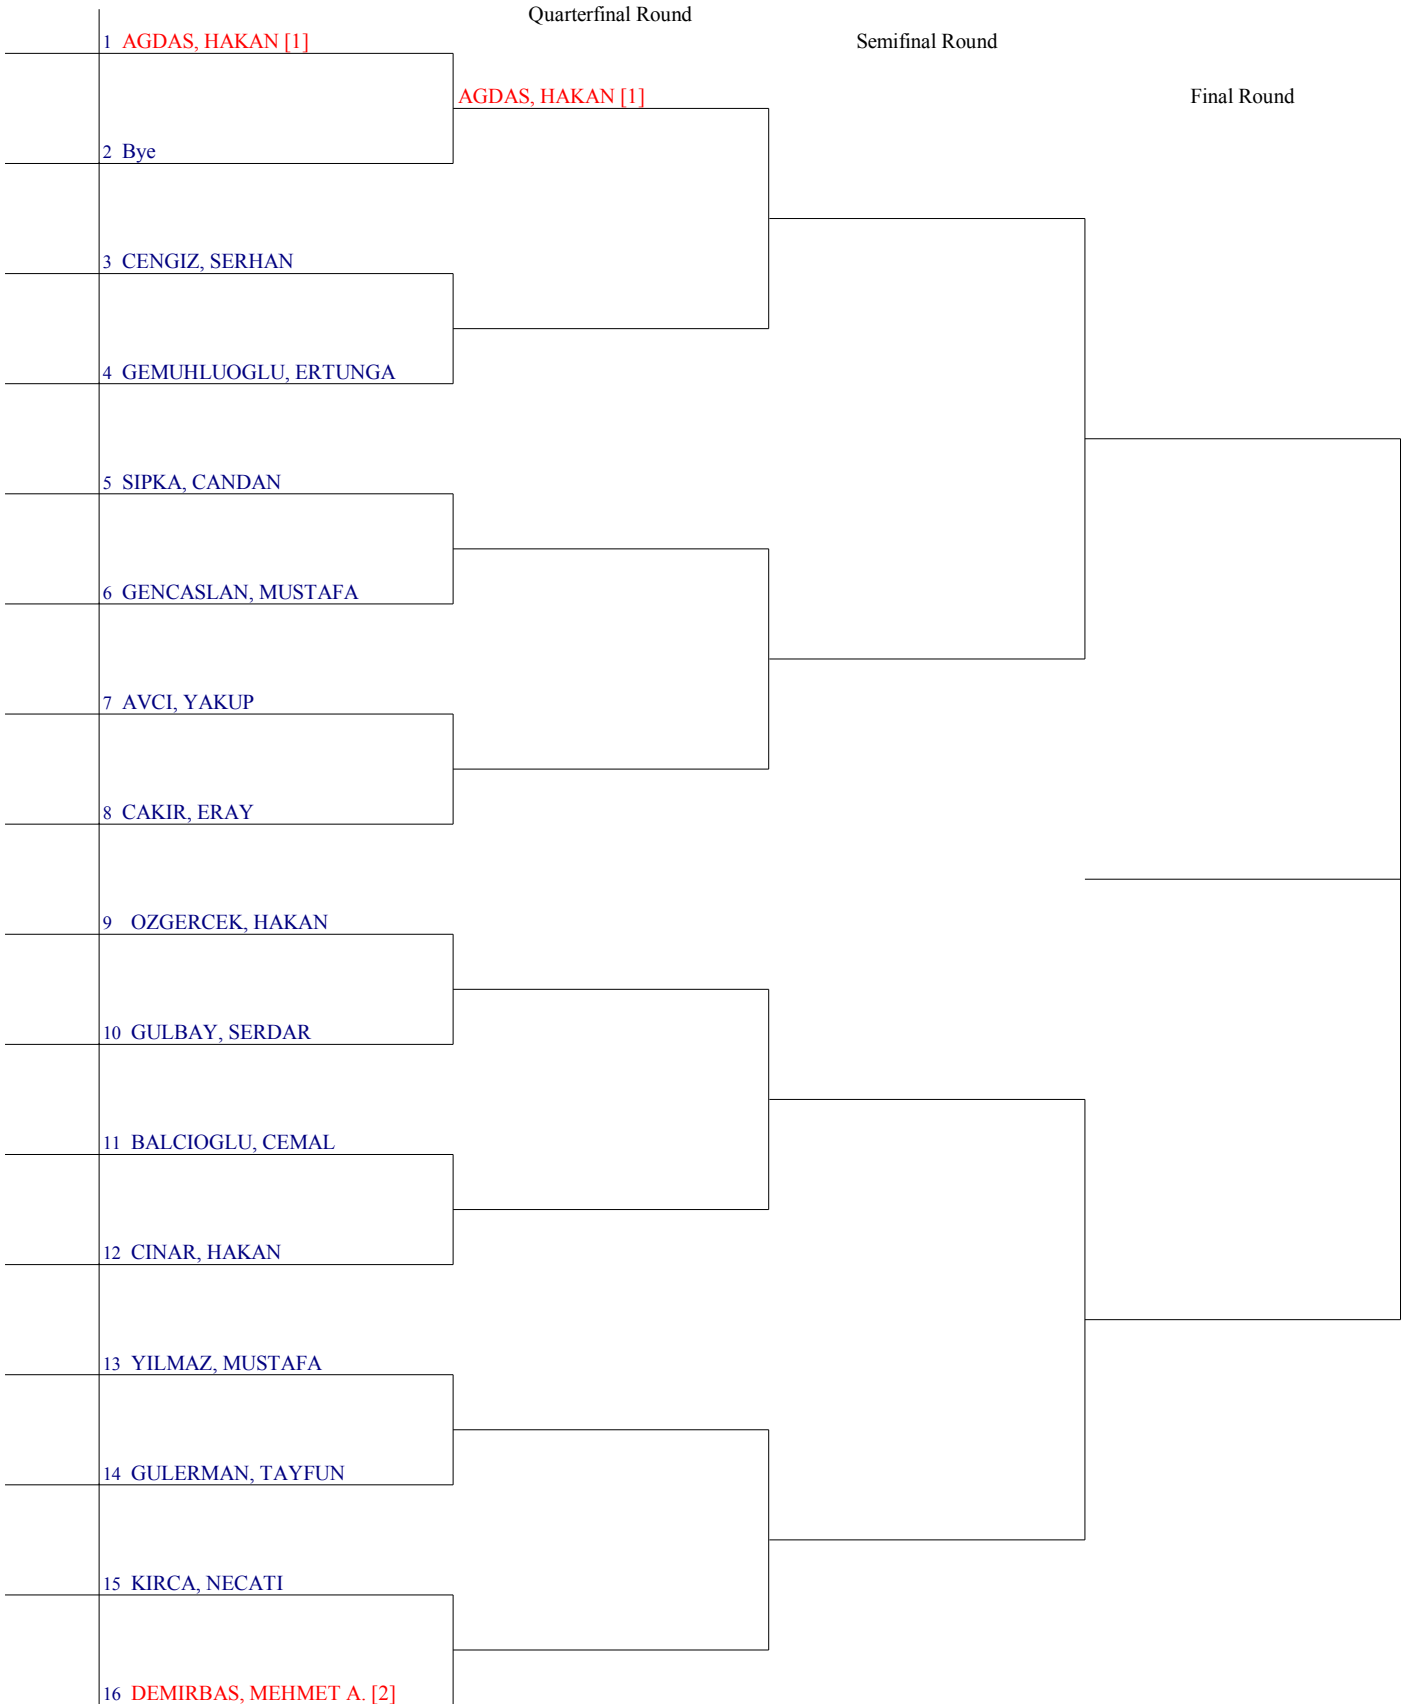 Quarterfinal Round
1 AGDAS, HAKAN [1]
Semifinal Round
AGDAS, HAKAN [1]
Final Round
2 Bye
3 CENGIZ, SERHAN
4 GEMUHLUOGLU, ERTUNGA
5 SIPKA, CANDAN
6 GENCASLAN, MUSTAFA
7 AVCI, YAKUP
8 CAKIR, ERAY
9 OZGERCEK, HAKAN
10 GULBAY, SERDAR
11 BALCIOGLU, CEMAL
12 CINAR, HAKAN
13 YILMAZ, MUSTAFA
14 GULERMAN, TAYFUN
15 KIRCA, NECATI
16 DEMIRBAS, MEHMET A. [2]